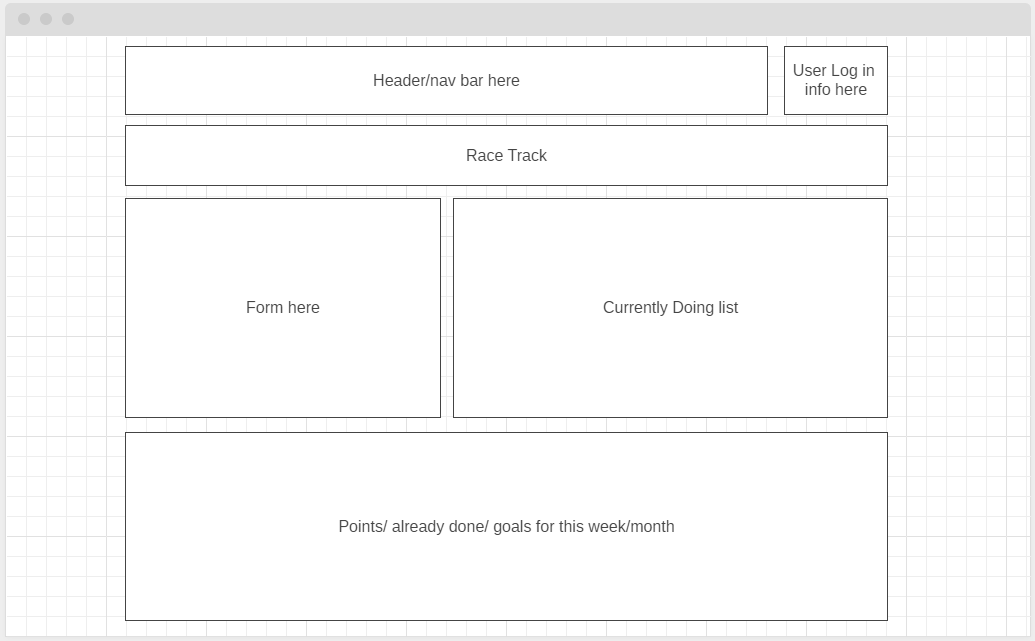 Header/nav bar here
User Log in
info here
Race Track
Form here
Currently Doing list
Points/ already done/ goals for this week/month